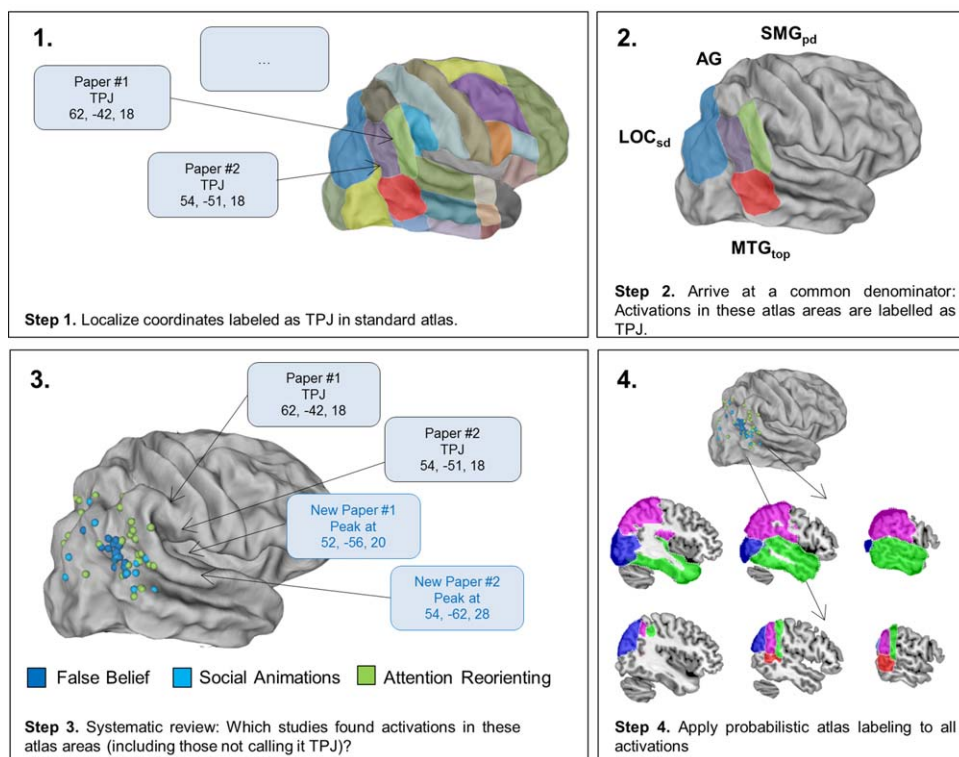 1.
...
Paper #1
TPJ
62, -42, 18
Paper #2
TPJ
54, -51, 18
Step 1. Localize coordinates labeled as TPJ in standard atlas.
2.
SMGpd
AG
LOCsd
MTGtop
Step 2. Arrive at a common denominator:
Activations in these atlas areas are labelled as
TPJ.
3.
Paper #1
TPJ
62, -42, 18
Paper #2
TPJ
54, -51, 18
New Paper #1
Peak at
52, -56, 20
New Paper #2
Peak at
54, -62, 28
False Belief Social Animations Attention Reorienting
Step 3. Systematic review: Which studies found activations in these
atlas areas (including those not calling it TPJ)?
4.
Step 4. Apply probabilistic atlas labeling to all
activations